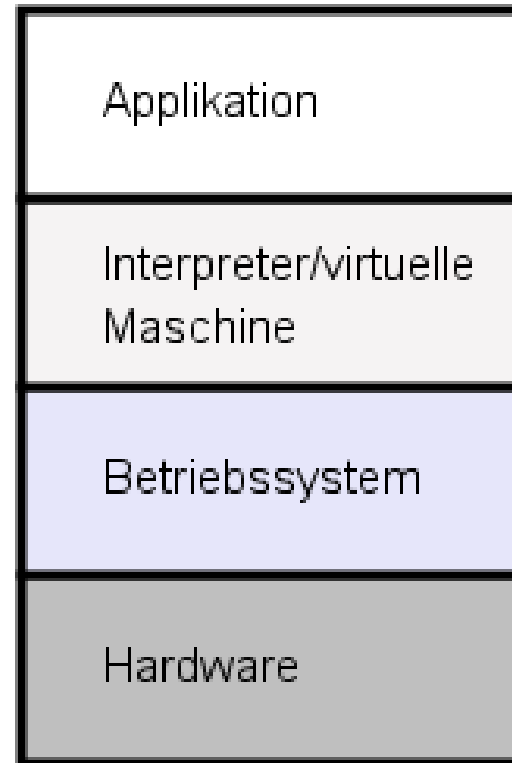 Applikation
Interpreter/virtuelle
Maschine
Betriebssystem
Hardware